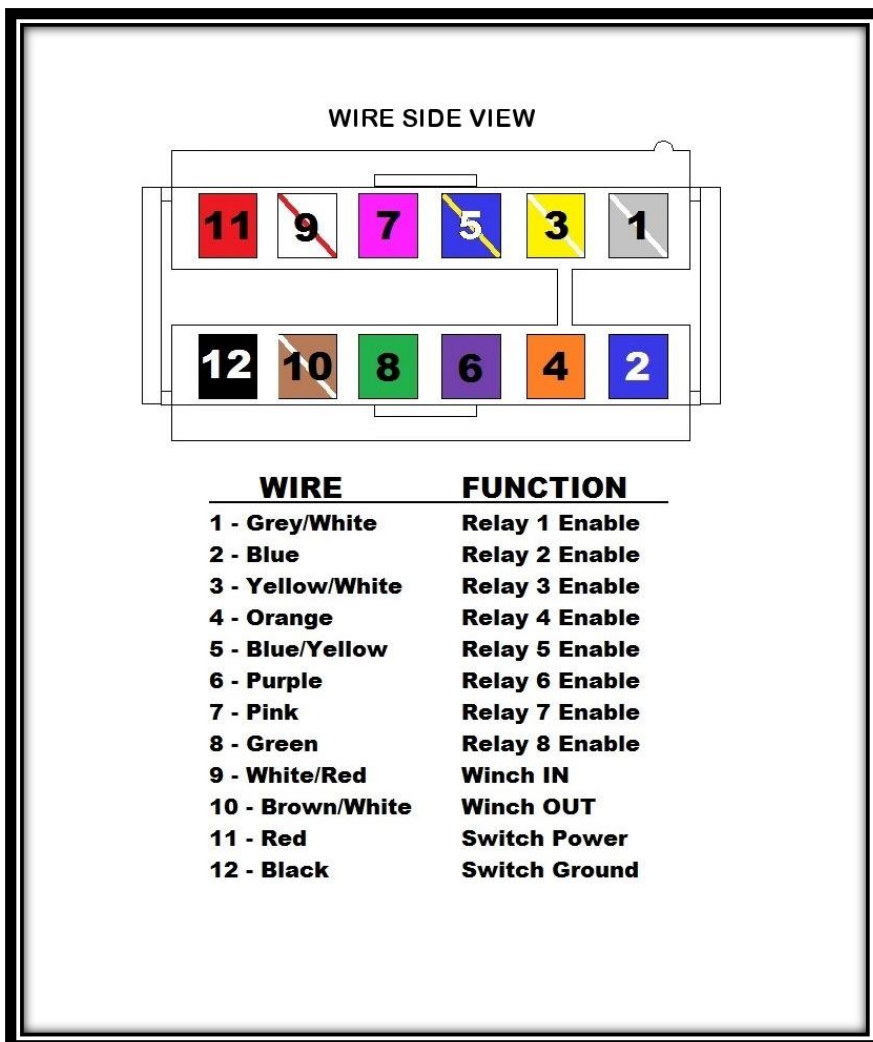 WIRE SIDE VIEW
11 9 7 5 3 1
12 10 8 6 4 2
WIRE FUNCTION
1 - Grey/White Relay 1 Enable
2 - Blue Relay 2 Enable
3 - Yellow/White Relay 3 Enable
4 - Orange Relay 4 Enable
5 - Blue/Yellow Relay 5 Enable
6 - Purple Relay 6 Enable
7 - Pink Relay 7 Enable
8 - Green Relay 8 Enable
9 - White/Red Winch IN
10 - Brown/White Winch OUT
11 - Red Switch Power
12 - Black Switch Ground